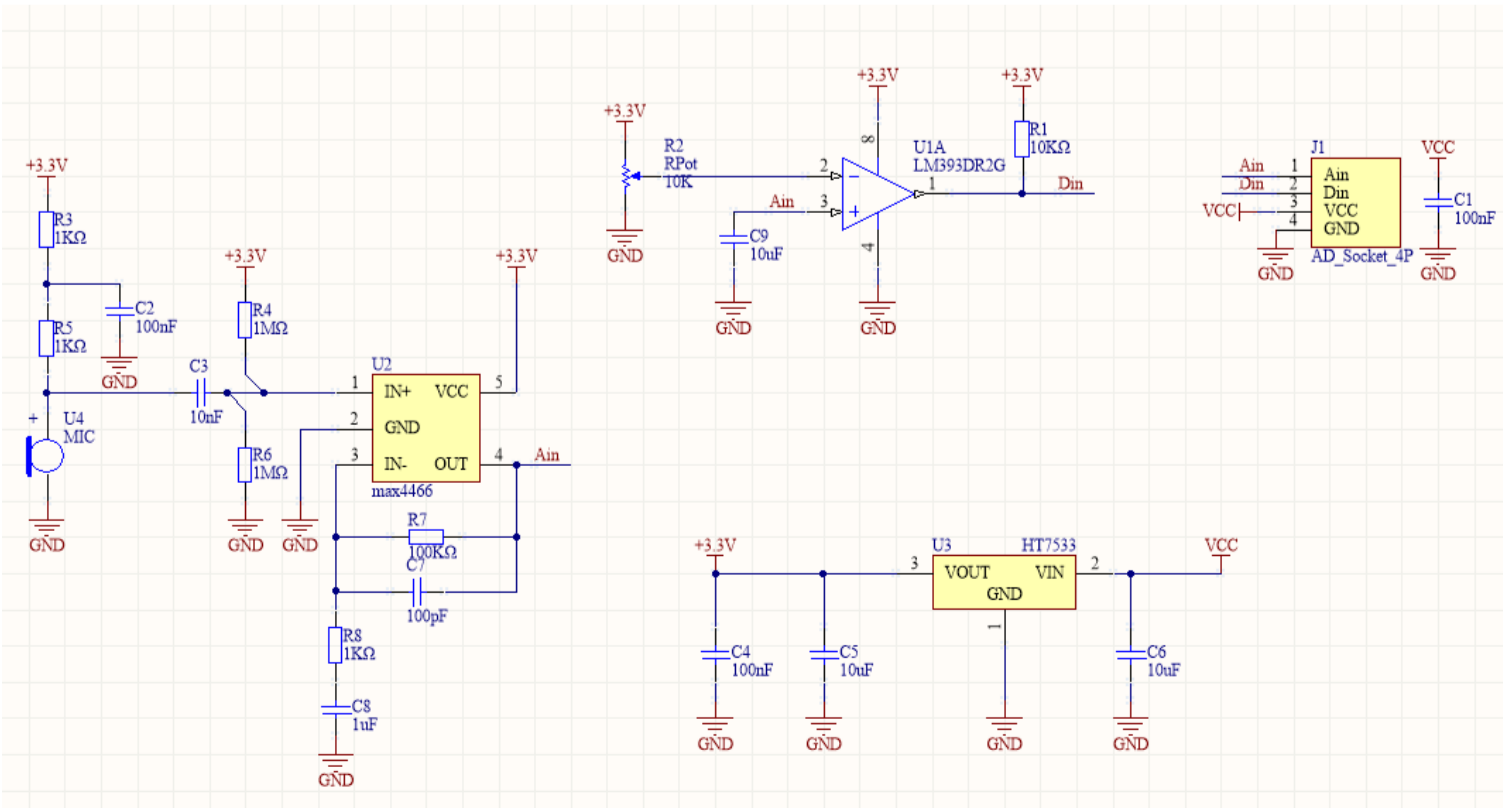 +3.3V
R3
1KΩ
C2
100nF
GND
R5
1KΩ
+
U4
MIC
GND
C3
10nF
+3.3V
R4
1MΩ
R6
1MΩ
GND
GND
U2
1
IN+
VCC
5
2
GND
3
IN-
OUT
4
max4466
+3.3V
Ain
R7
100KΩ
C7
100pF
R8
1KΩ
C8
1uF
GND
+3.3V
R2
RPot
10K
GND
Ain
C9
10uF
GND
+3.3V
8
2
3
1
4
U1A
LM393DR2G
GND
+3.3V
R1
10KΩ
Din
J1
Ain
1
Ain
Din
2
Din
VCC
3
VCC
4
GND
AD_Socket_4P
GND
VCC
C1
100nF
GND
+3.3V
U3
HT7533
3
VOUT
VIN
2
GND
1
VCC
C4
100nF
C5
10uF
C6
10uF
GND
GND
GND
GND